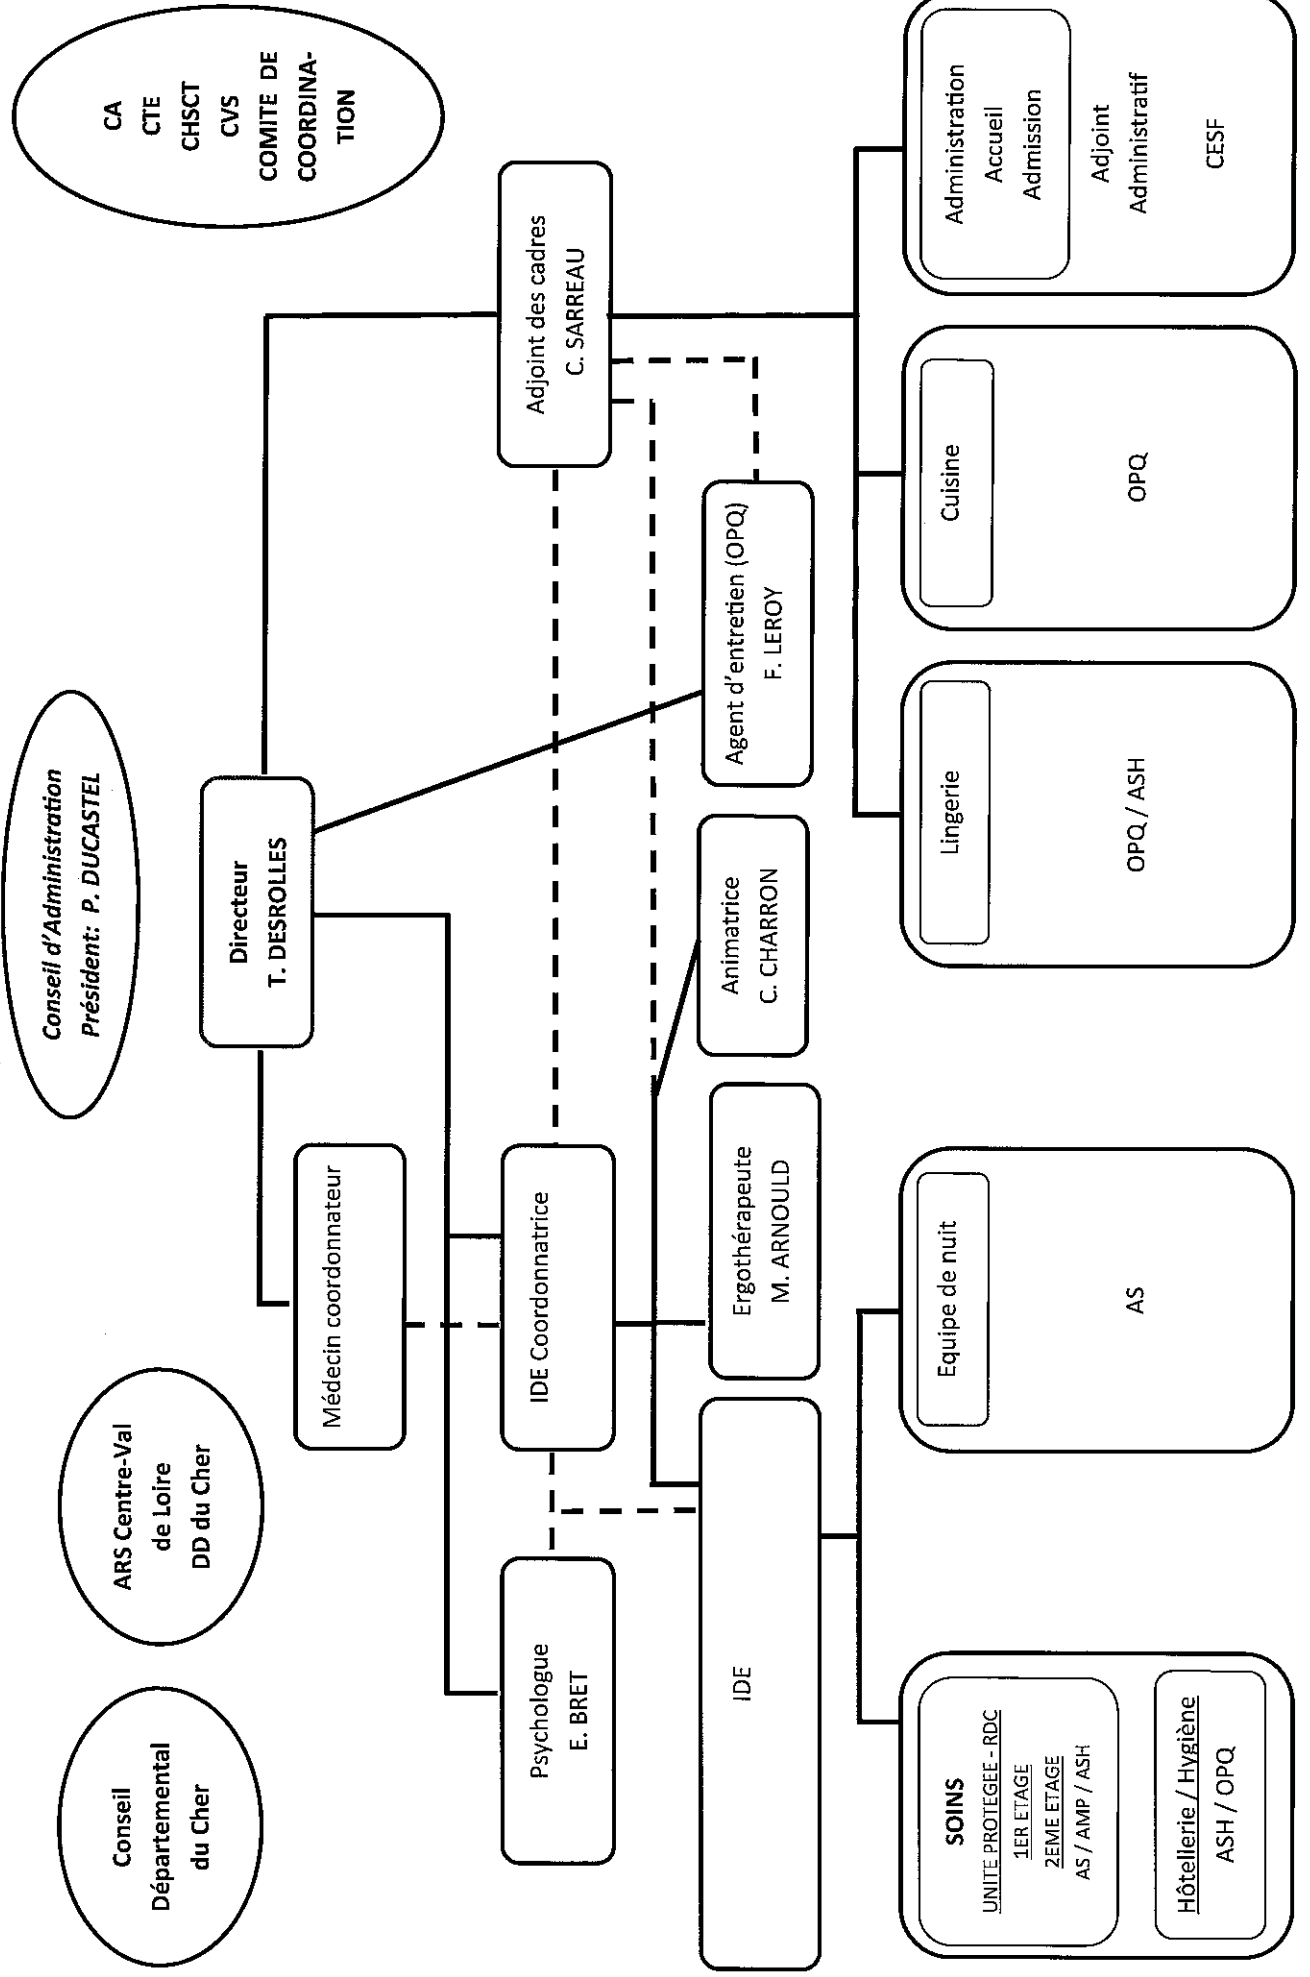 Conseil
Départemental
du Cher
ARS Centre-Val
de Loire
DD du Cher
Conseil d'Administration
Président: P. DUCASTEL
CA
CTE
CHSCT
CVS
COMITE DE
COORDINA-
TION
Directeur
T. DESROLLES
Médecin coordonnateur
Psychologue
E. BRET
IDE Coordonnatrice
Adjoint des cadres
C. SARREAU
IDE
Ergothérapeute
M. ARNOULD
Animatrice
C. CHARRON
Agent d'entretien (OPQ)
F. LEROY
SOINS
UNITE PROTEGEE - RDC
1ER ETAGE
2EME ETAGE
AS / AMP / ASH
Hôtellerie / Hygiène
ASH / OPQ
Equipe de nuit
AS
Lingerie
OPQ / ASH
Cuisine
OPQ
Administration
Accueil
Admission
Adjoint
Administratif
CESF